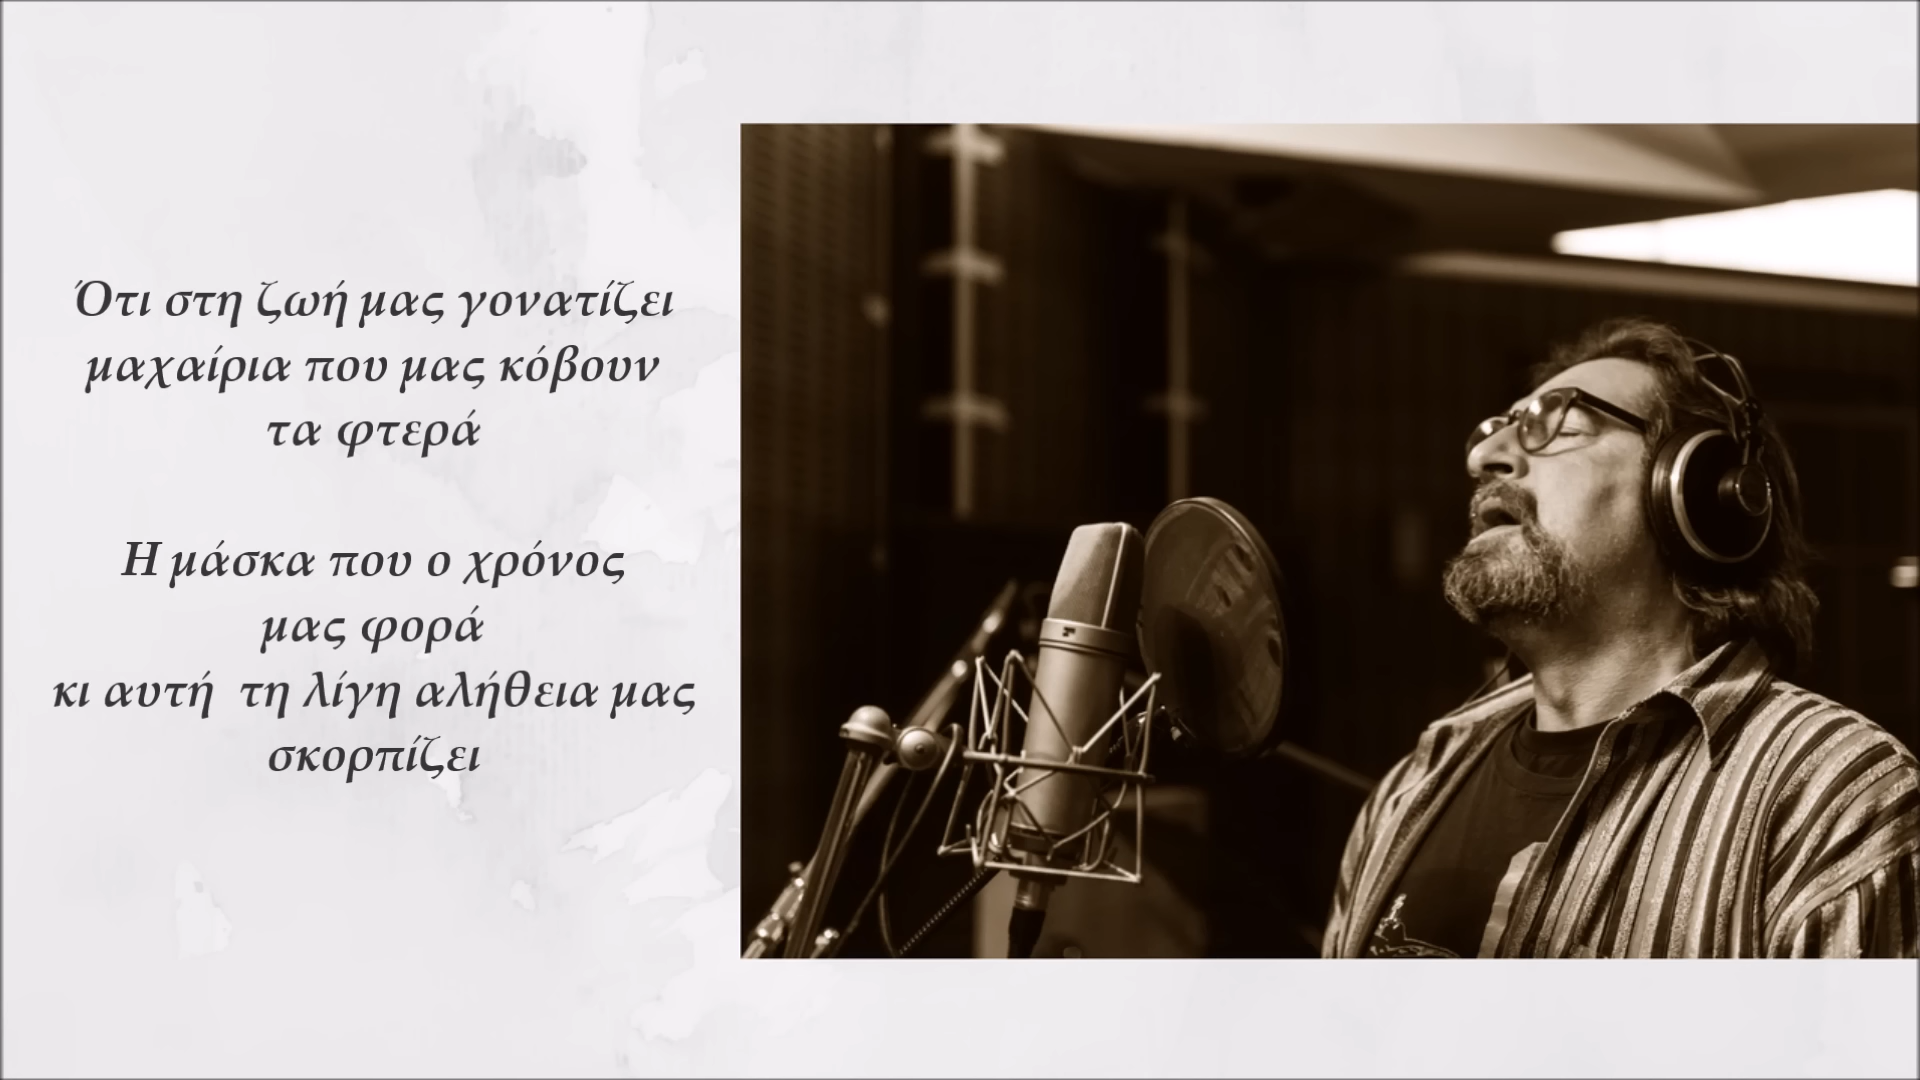 Ότι στη ζωή μας γονατίζει
μαχαίρια που μας κόβουν
τα φτερά
Η μάσκα που ο χρόνος
μας φορά
κι αυτή  τη λίγη αλήθεια μας
σκορπίζει